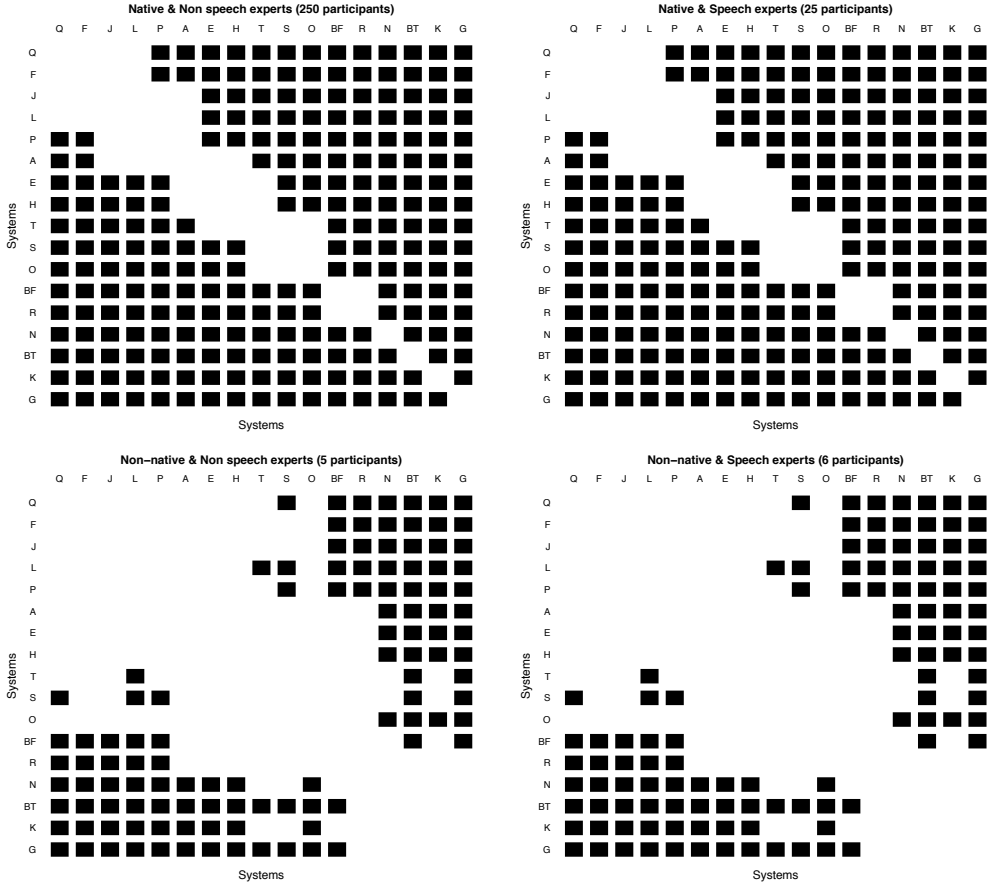 Native & Non speech experts (250 participants)
Q F J L P A E H T S O BF R N BT K G
Q
F
J
L
P
A
E
H
T
S
O
BF
R
N
BT
K
G
Systems
Systems
Native & Speech experts (25 participants)
Q F J L P A E H T S O BF R N BT K G
Q
F
J
L
P
A
E
H
T
S
O
BF
R
N
BT
K
G
Systems
Systems
Non−native & Non speech experts (5 participants)
Q F J L P A E H T S O BF R N BT K G
Q
F
J
L
P
A
E
H
T
S
O
BF
R
N
BT
K
G
Systems
Systems
Non−native & Speech experts (6 participants)
Q F J L P A E H T S O BF R N BT K G
Q
F
J
L
P
A
E
H
T
S
O
BF
R
N
BT
K
G
Systems
Systems